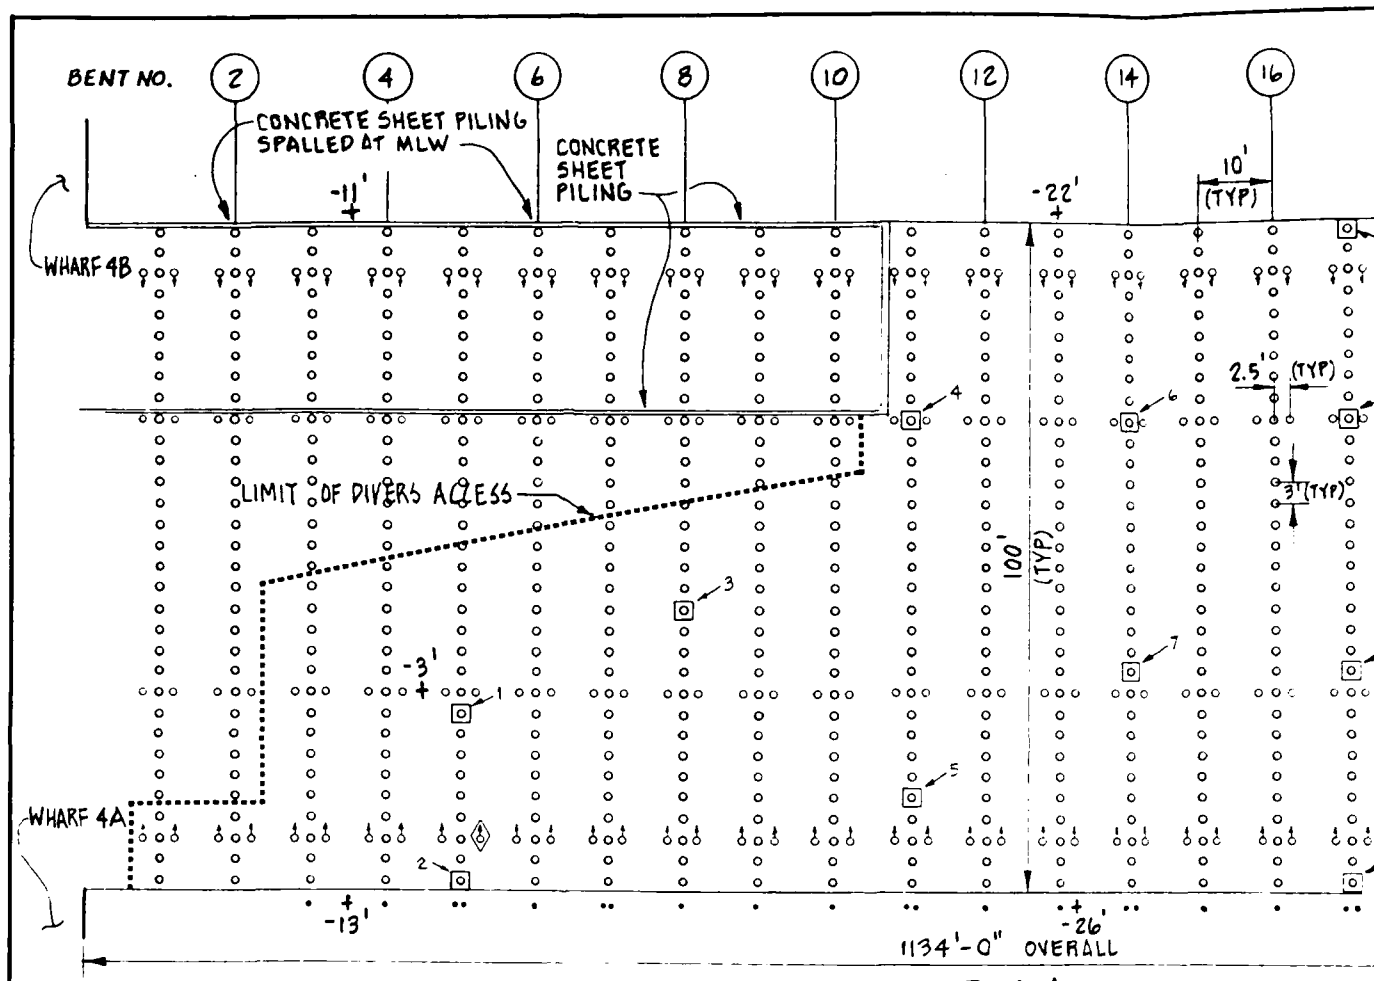 BENT NO. 2 4 6 8 10 12 14 16
CONCRETE SHEET PILING
SPALLED AT MLW
CONCRETE
SHEET
PILING
10'
(TYP)
-11'
-22'
WHARF 4B
2.5' (TYP)
4
6
LIMIT OF DIVERS ACCESS
3' (TYP)
100'
(TYP)
3
7
-3'
1
5
WHARF 4A
2
-13'
-26'
1134'-0" OVERALL